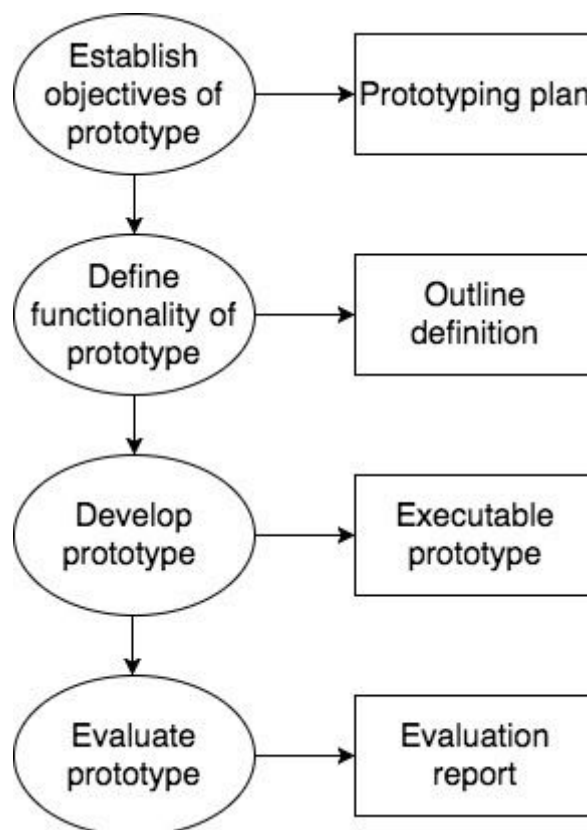 Establish
objectives of
prototype
Prototyping plan
Define
functionality of
prototype
Outline
definition
Develop
prototype
Executable
prototype
Evaluate
prototype
Evaluation
report